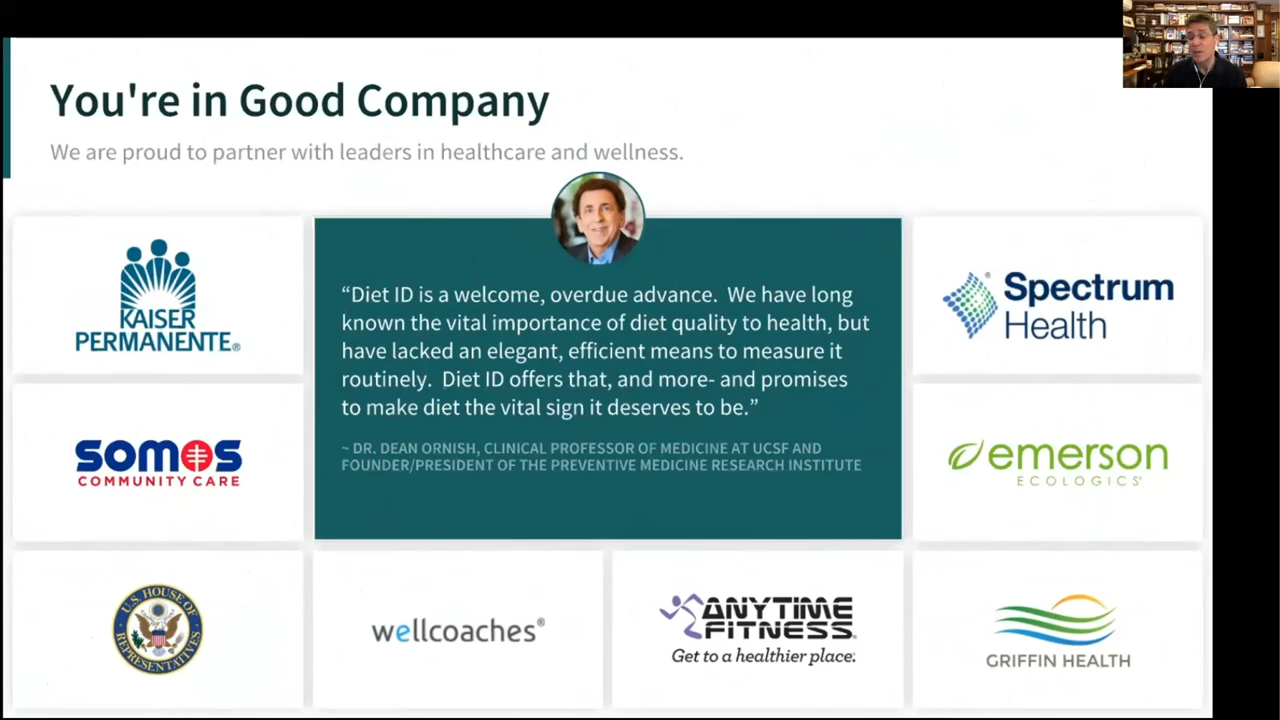 You're in Good Company
We are proud to partner with leaders in healthcare and wellness.
KAISER
PERMANENTE®
“Diet ID is a welcome, overdue advance. We have long
known the vital importance of diet quality to health, but
have lacked an elegant, efficient means to measure it
routinely. Diet ID offers that, and more- and promises
to make diet the vital sign it deserves to be.”
~ DR. DEAN ORNISH, CLINICAL PROFESSOR OF MEDICINE AT UCSF AND
FOUNDER/PRESIDENT OF THE PREVENTIVE MEDICINE RESEARCH INSTITUTE
Spectrum
Health
SOMOS
COMMUNITY CARE
emerson
ECOLOGICS®
U.S. HOUSE OF
REPRESENTATIVES
wellcoaches®
ANYTIME
FITNESS®
Get to a healthier place.®
GRIFFIN HEALTH